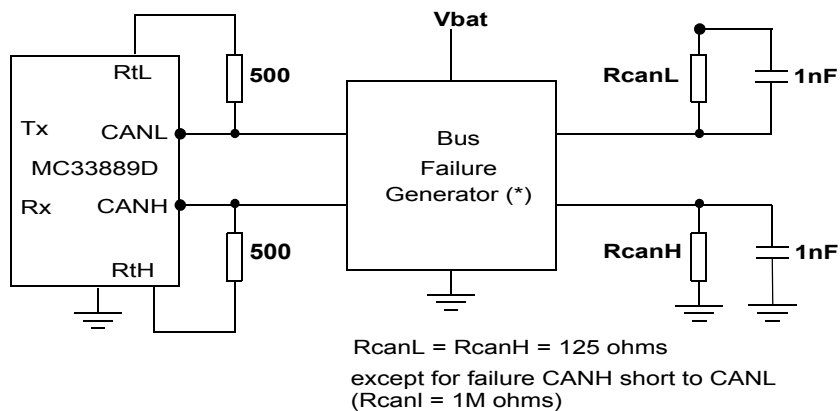 Vbat
RtL
500
RcanL
1nF
Tx
CANL
MC33889D
Rx
CANH
Bus
Failure
Generator (*)
RtH
500
RcanH
1nF
RcanL = RcanH = 125 ohms
except for failure CANH short to CANL
(Rcanl = 1M ohms)